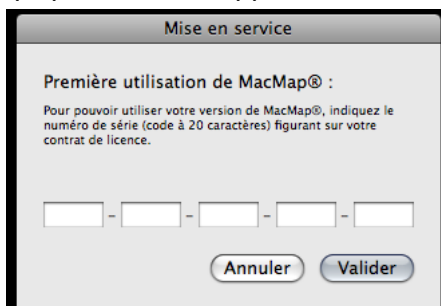 Mise en service
Première utilisation de MacMap® :
Pour pouvoir utiliser votre version de MacMap®, indiquez le
numéro de série (code à 20 caractères) figurant sur votre
contrat de licence.
- - - -
Annuler Valider